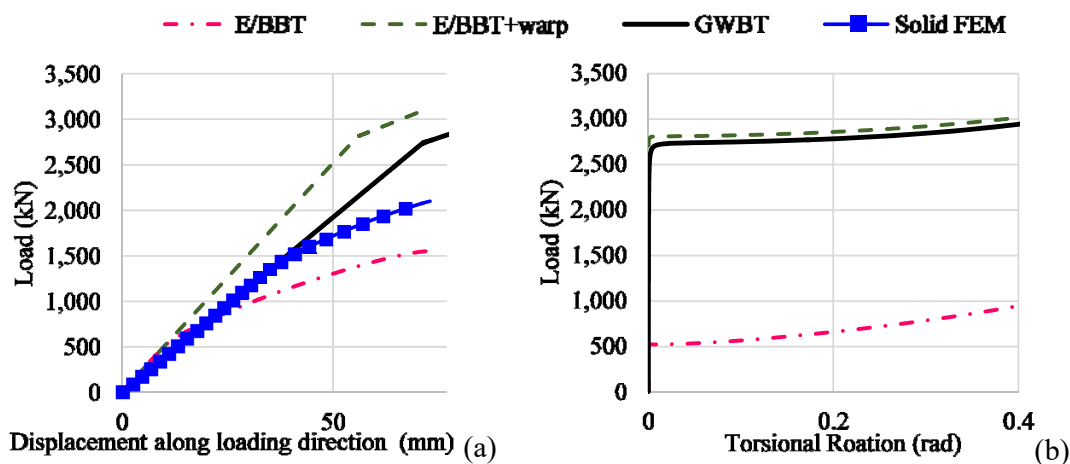 E/BBT E/BBT+warp GWBT Solid FEM
3,500
3,000
2,500
2,000
1,500
1,000
500
0
Load (kN)
0 50
Displacement along loading direction (mm) (a)
3,500
3,000
2,500
2,000
1,500
1,000
500
0
Load (kN)
0 0.2 0.4
Torsional Roation (rad) (b)